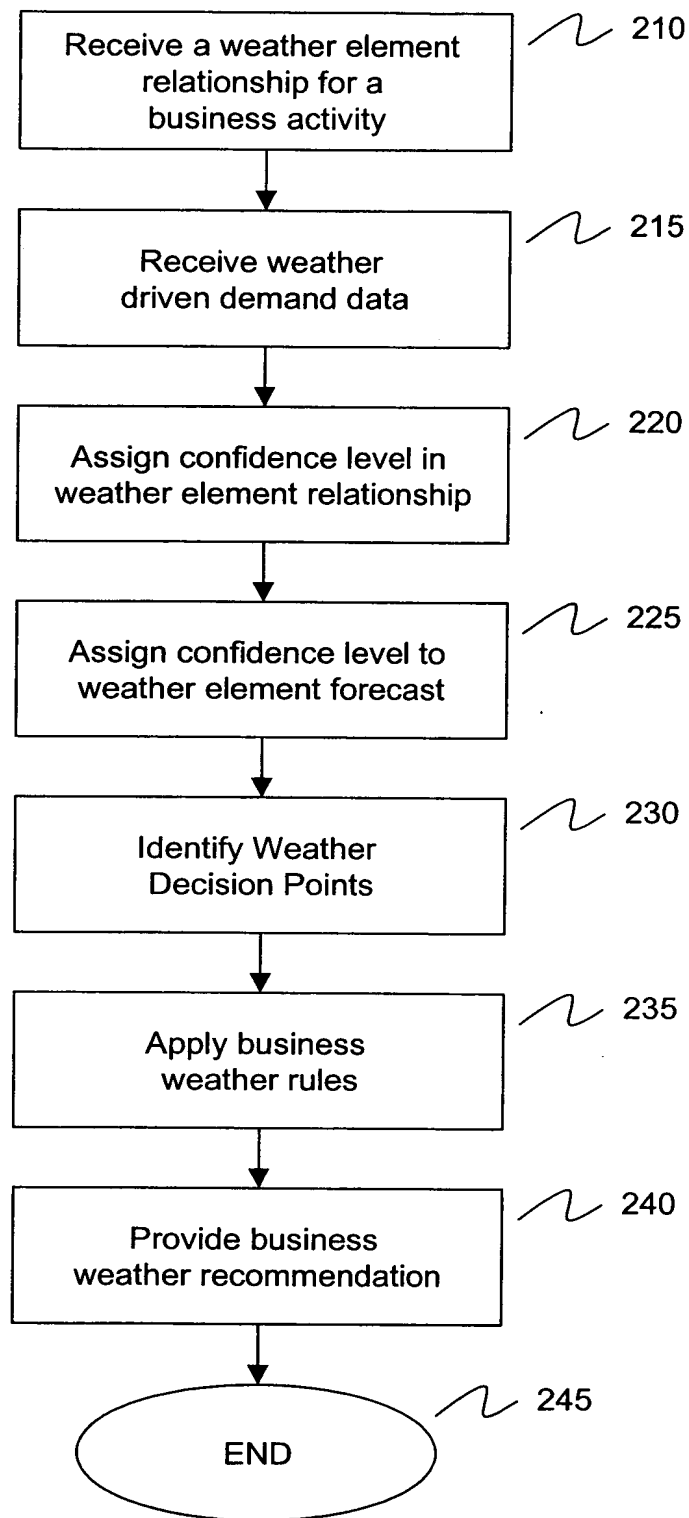 Receive a weather element
relationship for a
business activity
210
Receive weather
driven demand data
215
Assign confidence level in
weather element relationship
220
Assign confidence level to
weather element forecast
225
Identify Weather
Decision Points
230
Apply business
weather rules
235
Provide business
weather recommendation
240
END
245